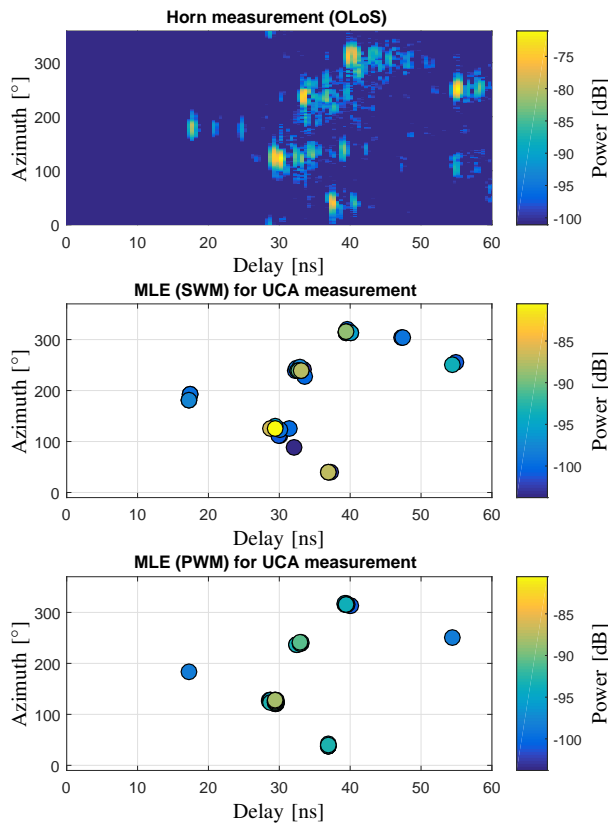 Horn measurement (OLoS)
Azimuth [°]
300
200
100
0
0 10 20 30 40 50 60
Delay [ns]
-75
-80
-85
-90
-95
-100
Power [dB]
MLE (SWM) for UCA measurement
Azimuth [°]
300
200
100
0
0 10 20 30 40 50 60
Delay [ns]
-85
-90
-95
-100
Power [dB]
MLE (PWM) for UCA measurement
Azimuth [°]
300
200
100
0
0 10 20 30 40 50 60
Delay [ns]
-85
-90
-95
-100
Power [dB]